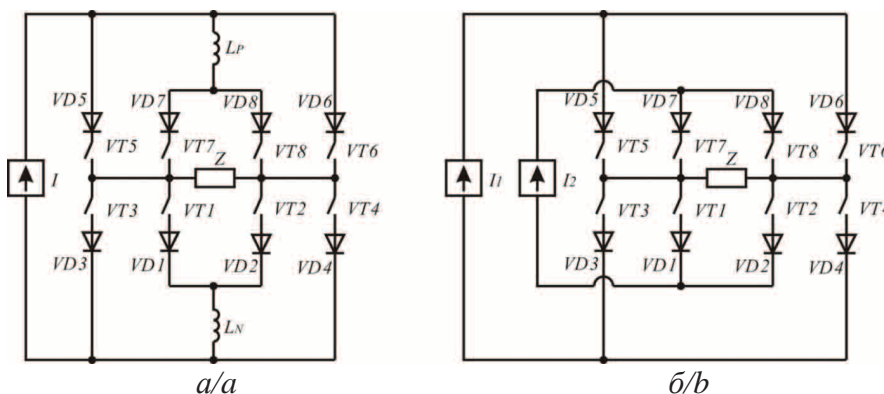 LP
VD5 VD7 VD8 VD6
VT5 VT7 VT8 VT6
Z
I
VT3 VT1 VT2 VT4
VD3 VD1 VD2 VD4
LN
а/a
VD5 VD7 VD8 VD6
VT5 VT7 VT8 VT6
Z
I1 I2
VT3 VT1 VT2
VD3 VD1 VD2 VD4
б/b